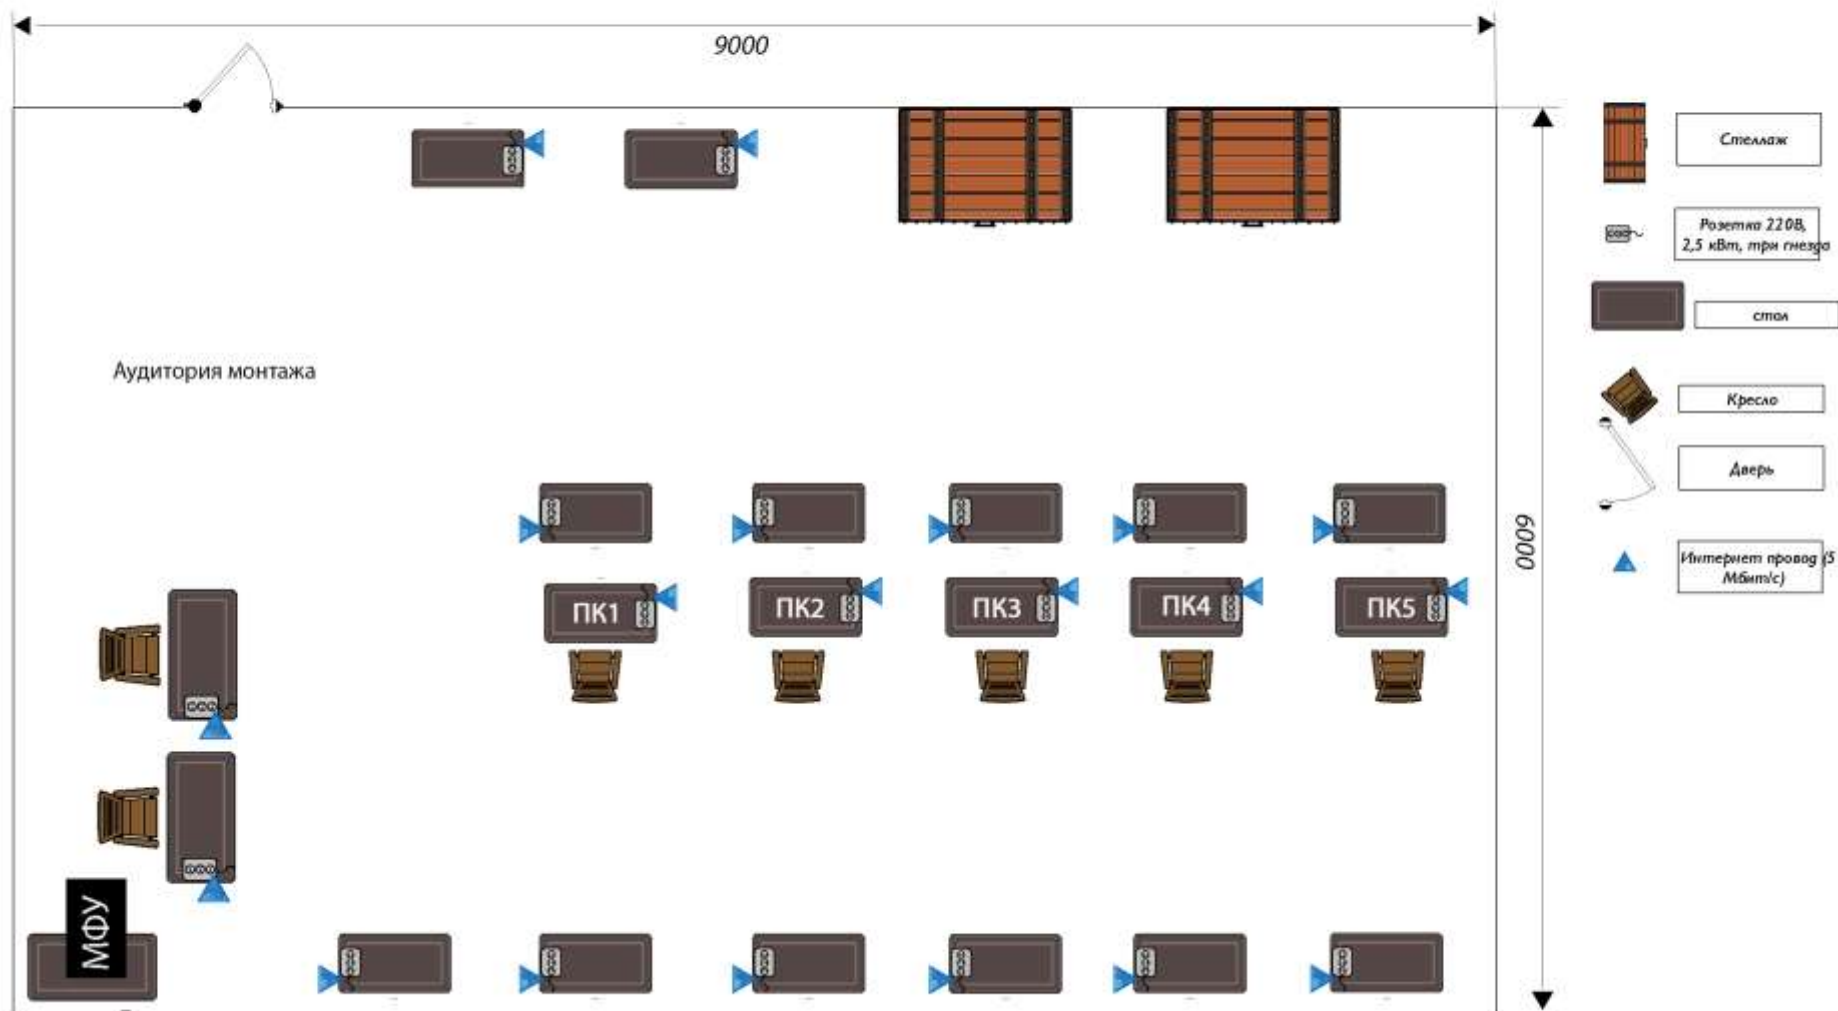 9000
Стеллаж
Розетка 220В,
2,5 кВт, три гнезда
стол
Аудитория монтажа
Кресло
Дверь
6000
Интернет провод (5
Мбит/с)
ПК1
ПК2
ПК3
ПК4
ПК5
МФУ